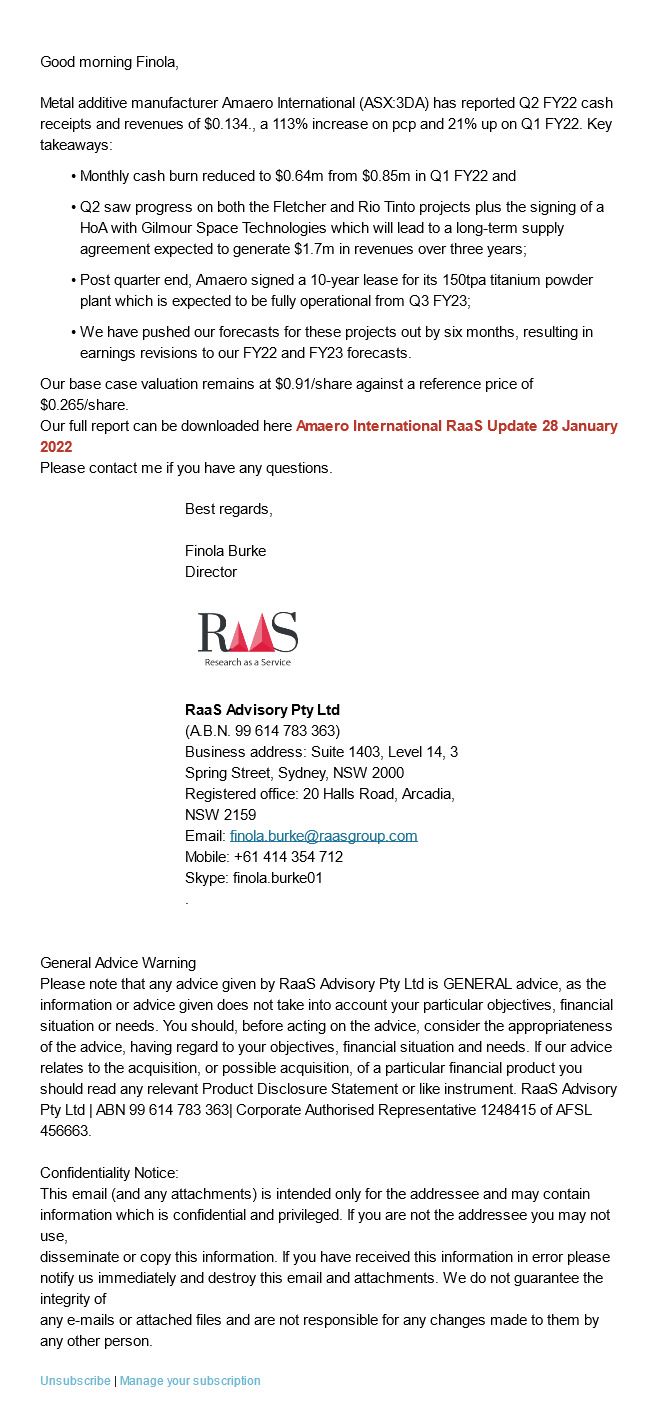 Good morning Finola,
Metal additive manufacturer Amaero International (ASX:3DA) has reported Q2 FY22 cash
receipts and revenues of $0.134., a 113% increase on pcp and 21% up on Q1 FY22. Key
takeaways:
• Monthly cash burn reduced to $0.64m from $0.85m in Q1 FY22 and
• Q2 saw progress on both the Fletcher and Rio Tinto projects plus the signing of a
HoA with Gilmour Space Technologies which will lead to a long-term supply
agreement expected to generate $1.7m in revenues over three years;
• Post quarter end, Amaero signed a 10-year lease for its 150tpa titanium powder
plant which is expected to be fully operational from Q3 FY23;
• We have pushed our forecasts for these projects out by six months, resulting in
earnings revisions to our FY22 and FY23 forecasts.
Our base case valuation remains at $0.91/share against a reference price of
$0.265/share.
Our full report can be downloaded here Amaero International RaaS Update 28 January
2022
Please contact me if you have any questions.
Best regards,
Finola Burke
Director
RAAS
Research as a Service
RaaS Advisory Pty Ltd
(A.B.N. 99 614 783 363)
Business address: Suite 1403, Level 14, 3
Spring Street, Sydney, NSW 2000
Registered office: 20 Halls Road, Arcadia,
NSW 2159
Email: finola.burke@raasgroup.com
Mobile: +61 414 354 712
Skype: finola.burke01
.
General Advice Warning
Please note that any advice given by RaaS Advisory Pty Ltd is GENERAL advice, as the
information or advice given does not take into account your particular objectives, financial
situation or needs. You should, before acting on the advice, consider the appropriateness
of the advice, having regard to your objectives, financial situation and needs. If our advice
relates to the acquisition, or possible acquisition, of a particular financial product you
should read any relevant Product Disclosure Statement or like instrument. RaaS Advisory
Pty Ltd | ABN 99 614 783 363| Corporate Authorised Representative 1248415 of AFSL
456663.
Confidentiality Notice:
This email (and any attachments) is intended only for the addressee and may contain
information which is confidential and privileged. If you are not the addressee you may not
use,
disseminate or copy this information. If you have received this information in error please
notify us immediately and destroy this email and attachments. We do not guarantee the
integrity of
any e-mails or attached files and are not responsible for any changes made to them by
any other person.
Unsubscribe | Manage your subscription